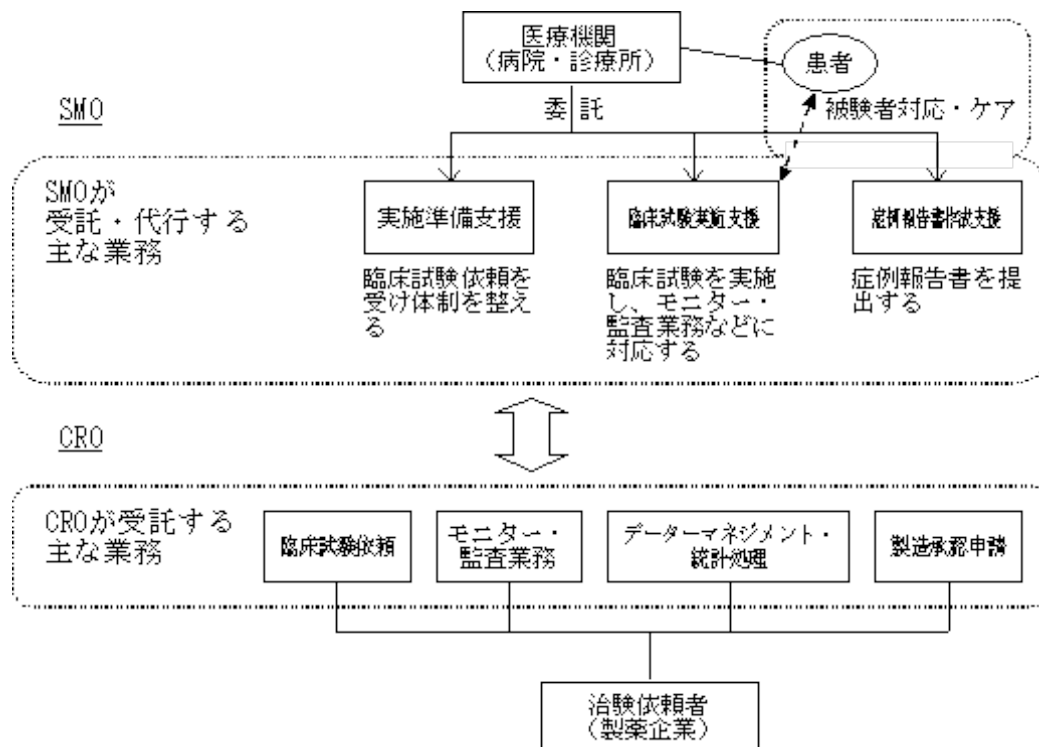 医療機関
(病院・診療所)
患者
SMO
委託
被験者対応・ケア
SMOが
受託・代行する
主な業務
実施準備支援
臨床試験実施支援
症例報告書作成支援
臨床試験依頼を
受け体制を整え
る
臨床試験を実施
し、モニター・
監査業務などに
対応する
症例報告書を提
出する
CRO
CROが受託する
主な業務
臨床試験依頼
モニター・
監査業務
データーマネジメント・
統計処理
製造承認申請
治験依頼者
(製薬企業)